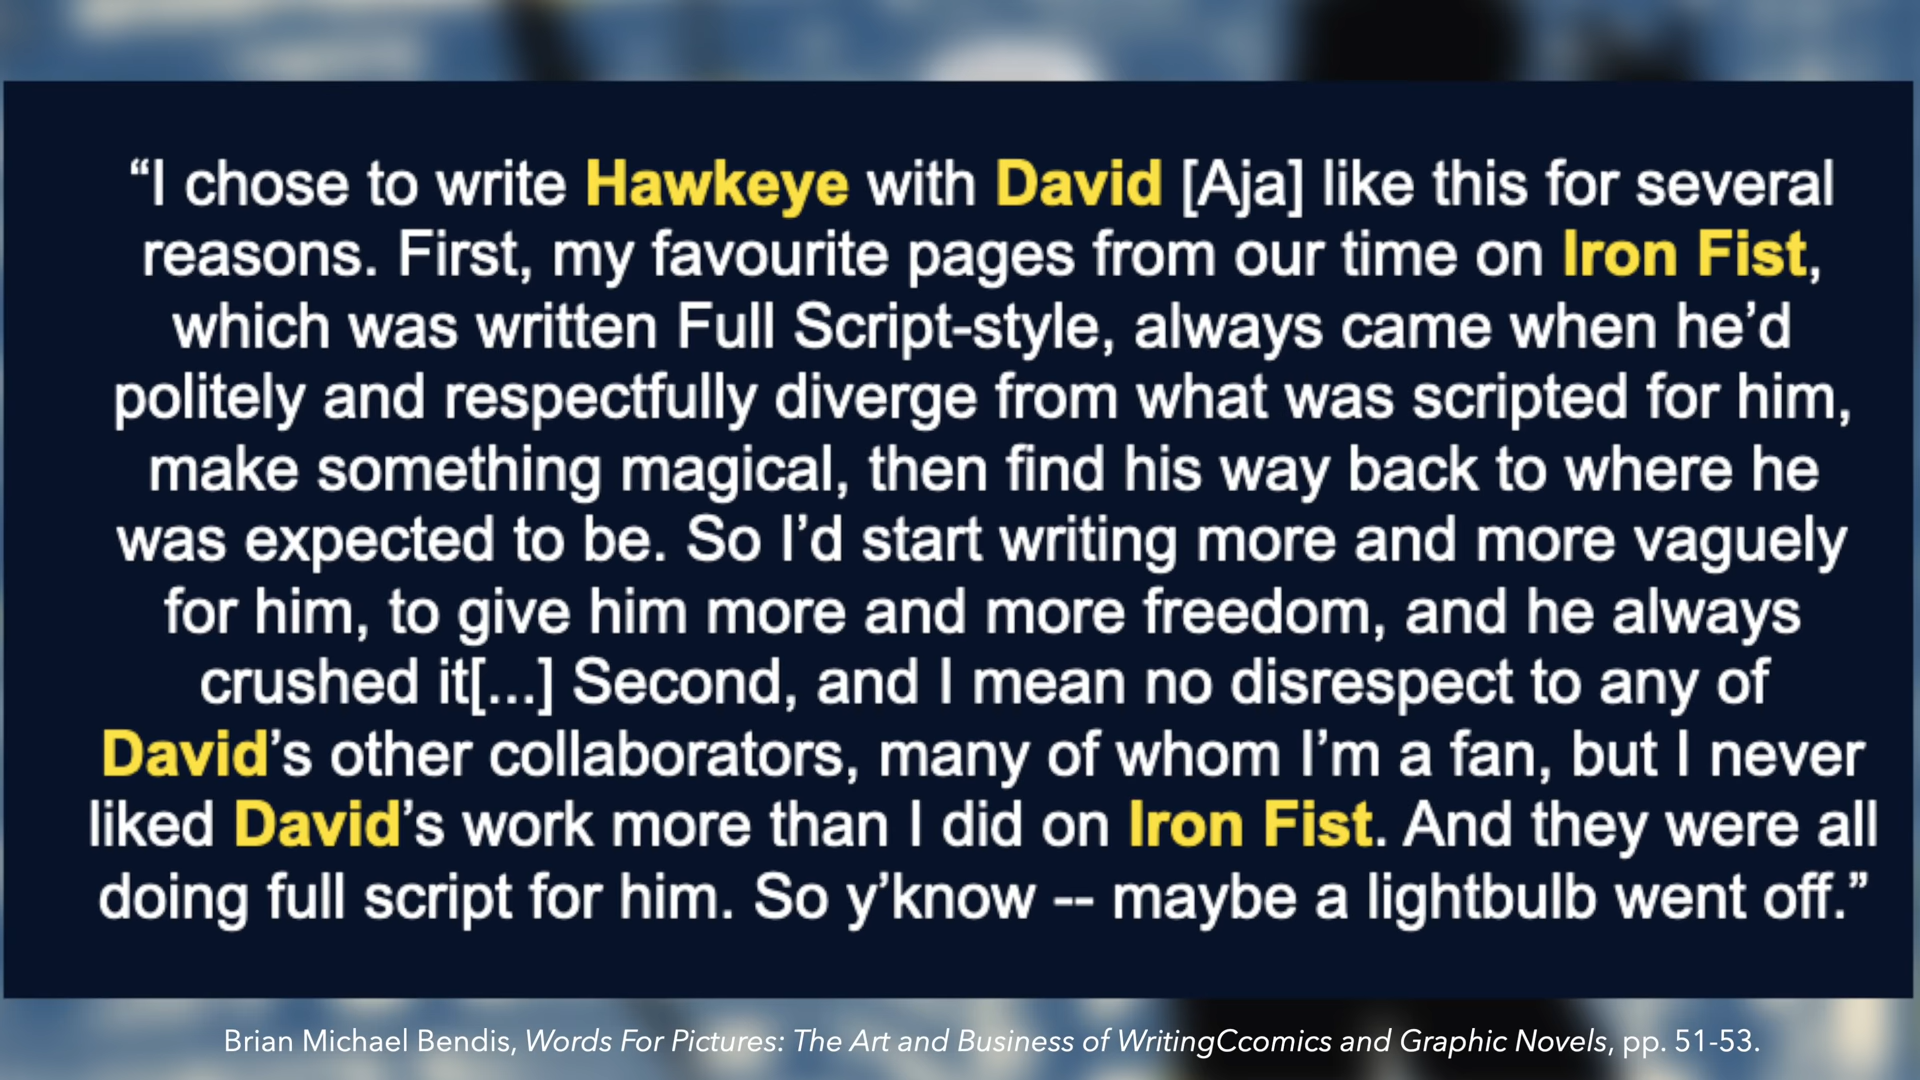 “I chose to write Hawkeye with David [Aja] like this for several
reasons. First, my favourite pages from our time on Iron Fist,
which was written Full Script-style, always came when he’d
politely and respectfully diverge from what was scripted for him,
make something magical, then find his way back to where he
was expected to be. So I’d start writing more and more vaguely
for him, to give him more and more freedom, and he always
crushed it[...] Second, and I mean no disrespect to any of
David’s other collaborators, many of whom I’m a fan, but I never
liked David’s work more than I did on Iron Fist. And they were all
doing full script for him. So y’know -- maybe a lightbulb went off.”
Brian Michael Bendis, Words For Pictures: The Art and Business of WritingCcomics and Graphic Novels, pp. 51-53.